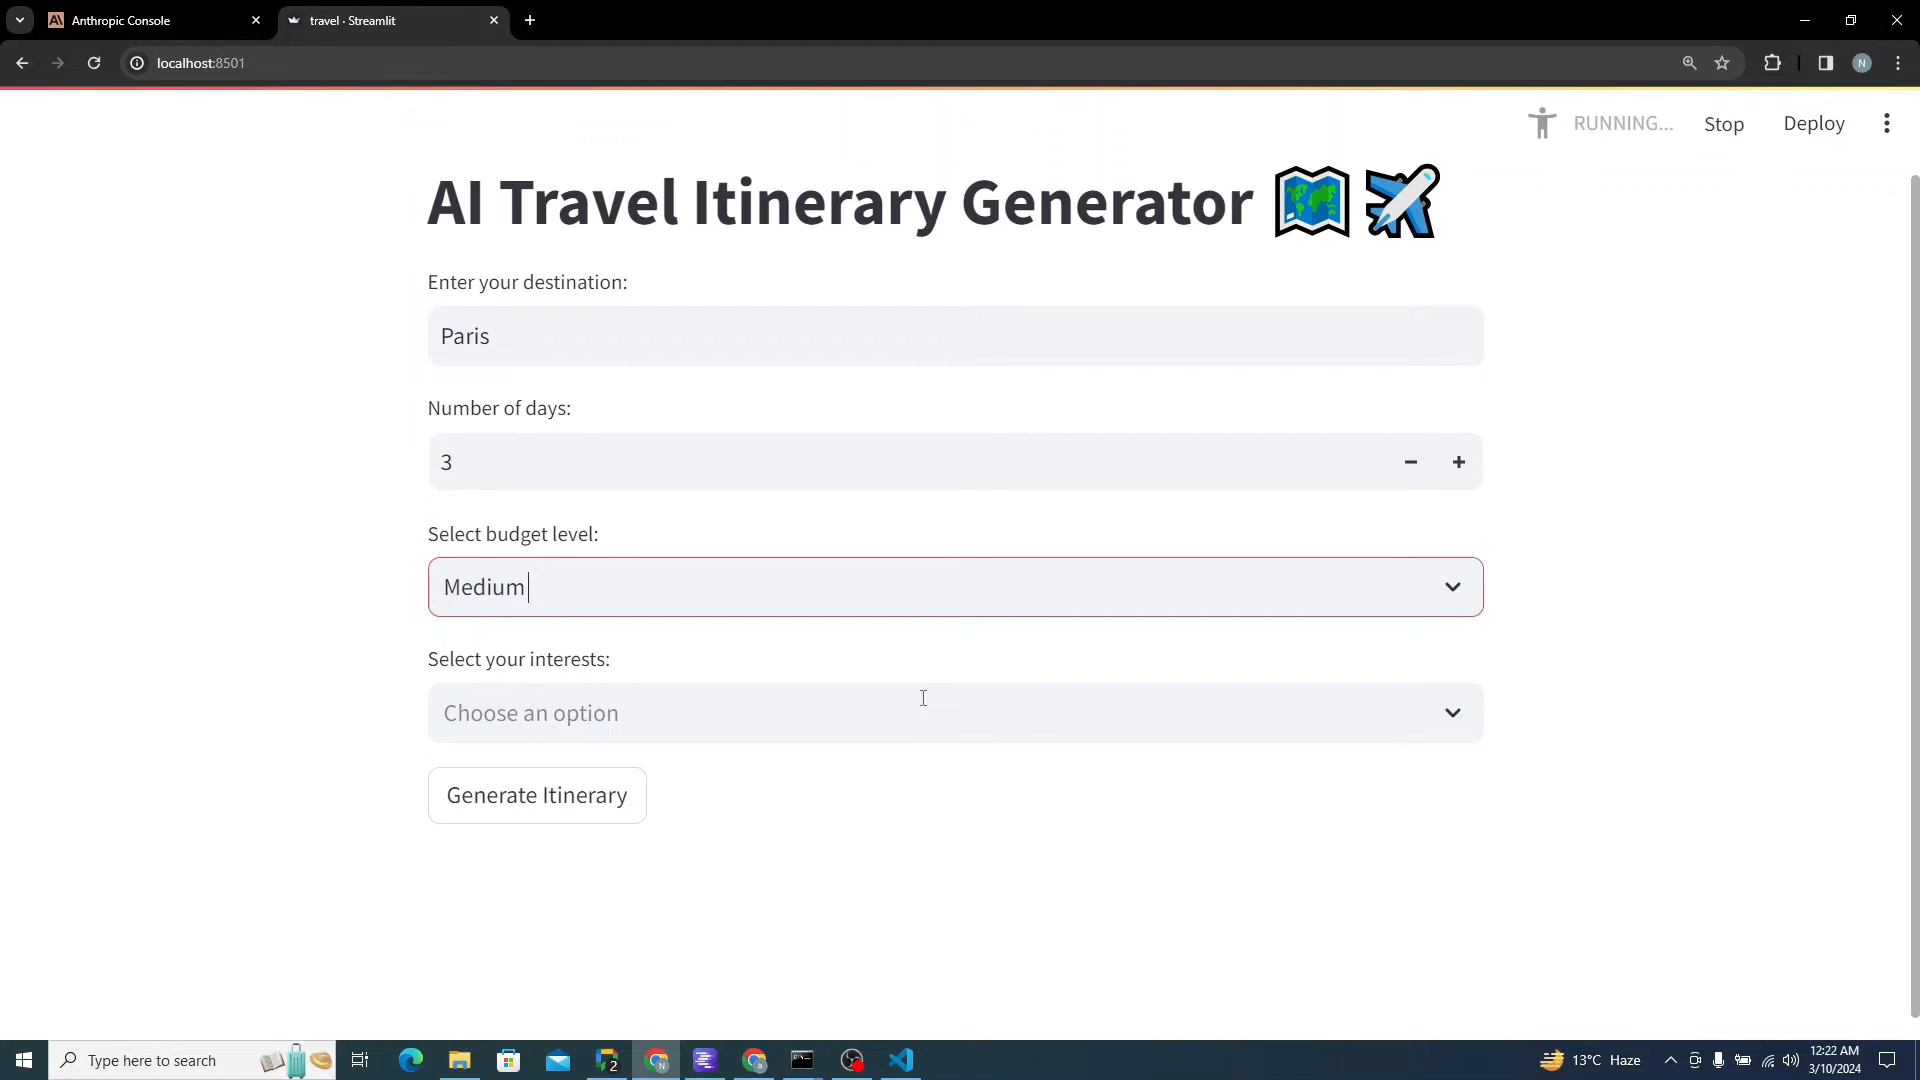 Anthropic Console
travel · Streamlit
localhost:8501
N
RUNNING...
Stop
Deploy
AI Travel Itinerary Generator
Enter your destination:
Paris
Number of days:
3
Select budget level:
Medium
Select your interests:
Choose an option
Generate Itinerary
Type here to search
2
N
a
13°C Haze
12:22 AM
3/10/2024